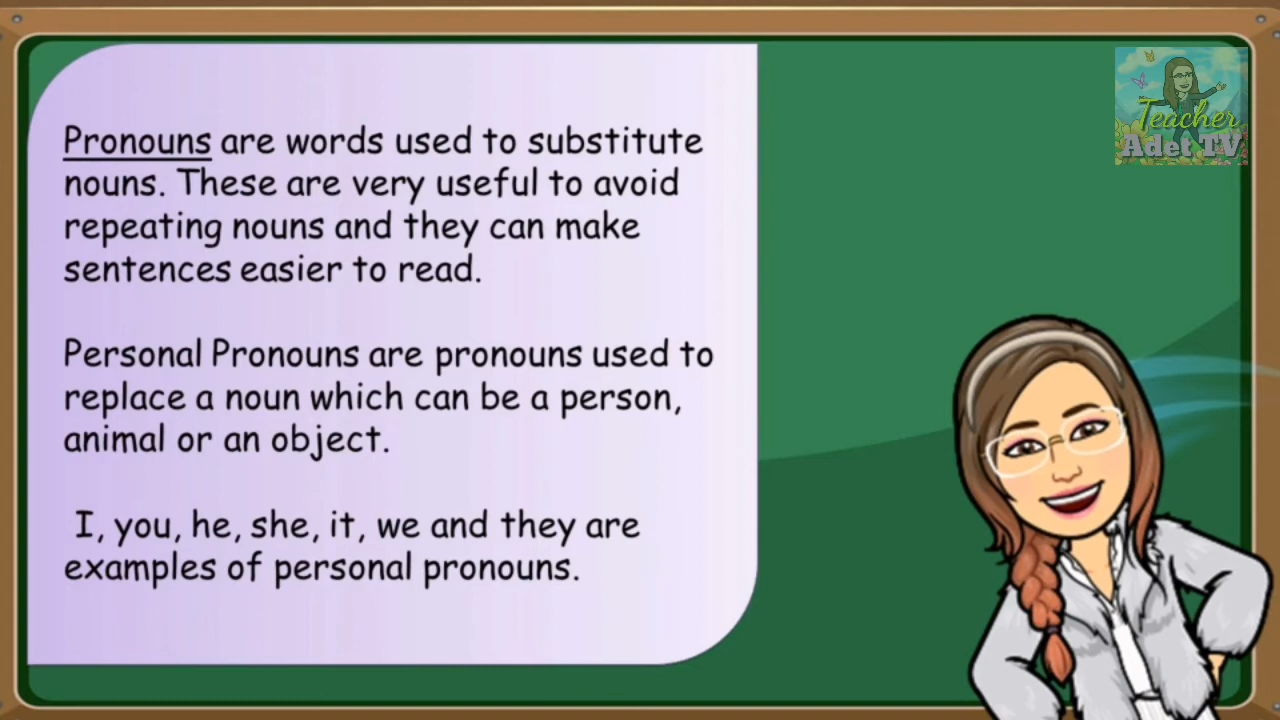 Pronouns are words used to substitute
nouns. These are very useful to avoid
repeating nouns and they can make
sentences easier to read.
Personal Pronouns are pronouns used to
replace a noun which can be a person,
animal or an object.
I, you, he, she, it, we and they are
examples of personal pronouns.
Teacher
Adet TV